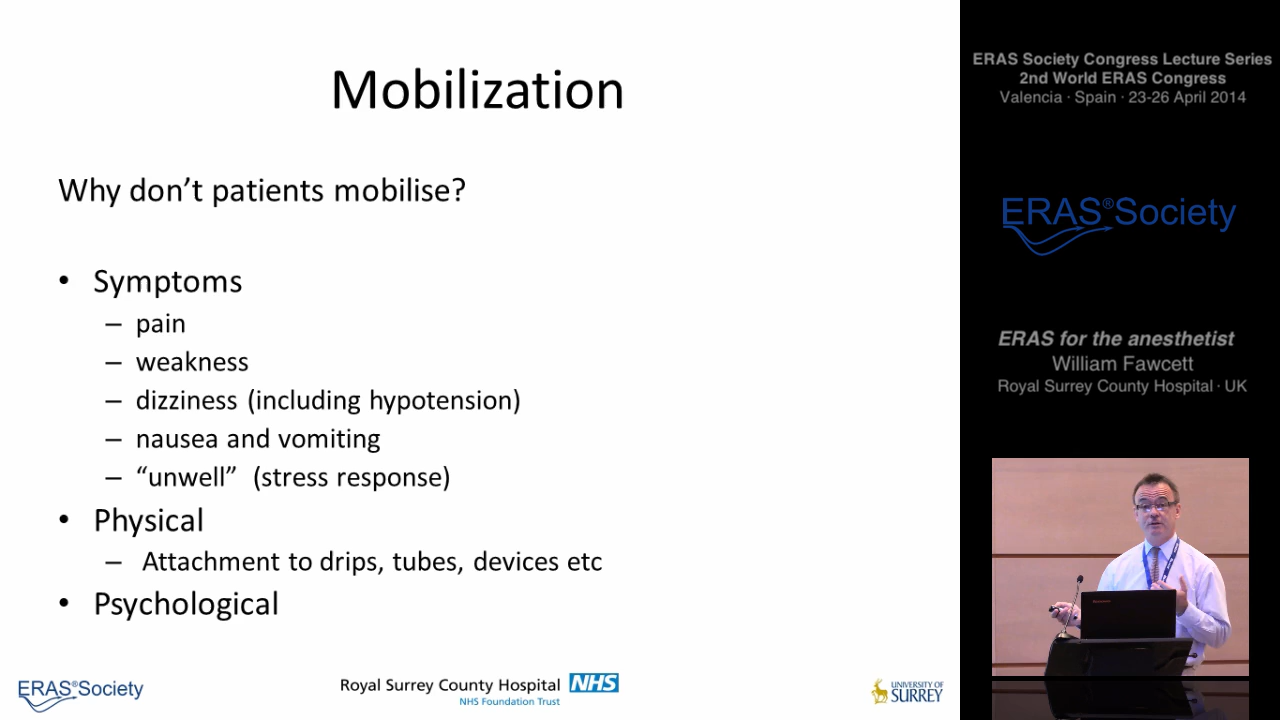 Mobilization
Why don’t patients mobilise?
• Symptoms
– pain
– weakness
– dizziness (including hypotension)
– nausea and vomiting
– “unwell” (stress response)
• Physical
– Attachment to drips, tubes, devices etc
• Psychological
ERAS®Society
Royal Surrey County Hospital NHS
NHS Foundation Trust
UNIVERSITY OF
SURREY
ERAS Society Congress Lecture Series
2nd World ERAS Congress
Valencia · Spain · 23-26 April 2014
ERAS®Society
ERAS for the anesthetist
William Fawcett
Royal Surrey County Hospital · UK